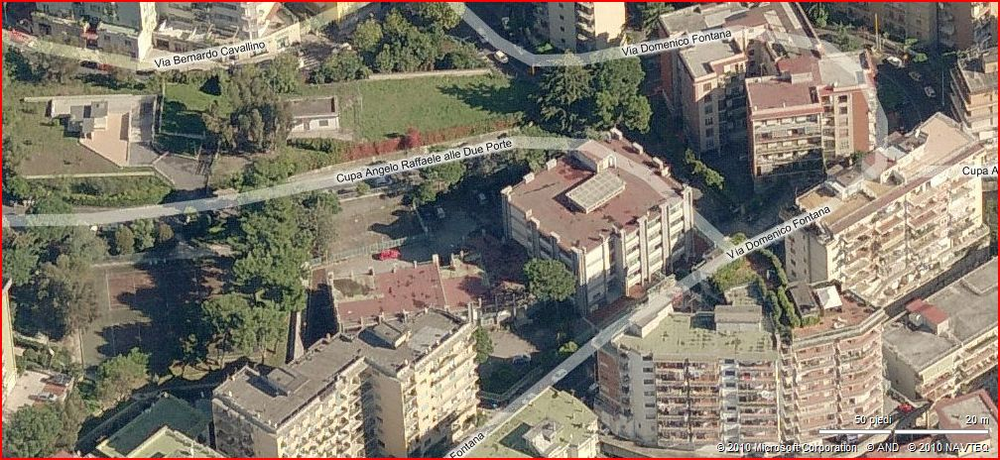 Via Bernardo Cavallino
Via Domenico Fontana
Cupa Angelo Raffaele alle Due Porte
Cupa A
Via Domenico Fontana
Fontana
50 piedi 20 m
© 2010 Microsoft Corporation © AND © 2010 NAVTEQ